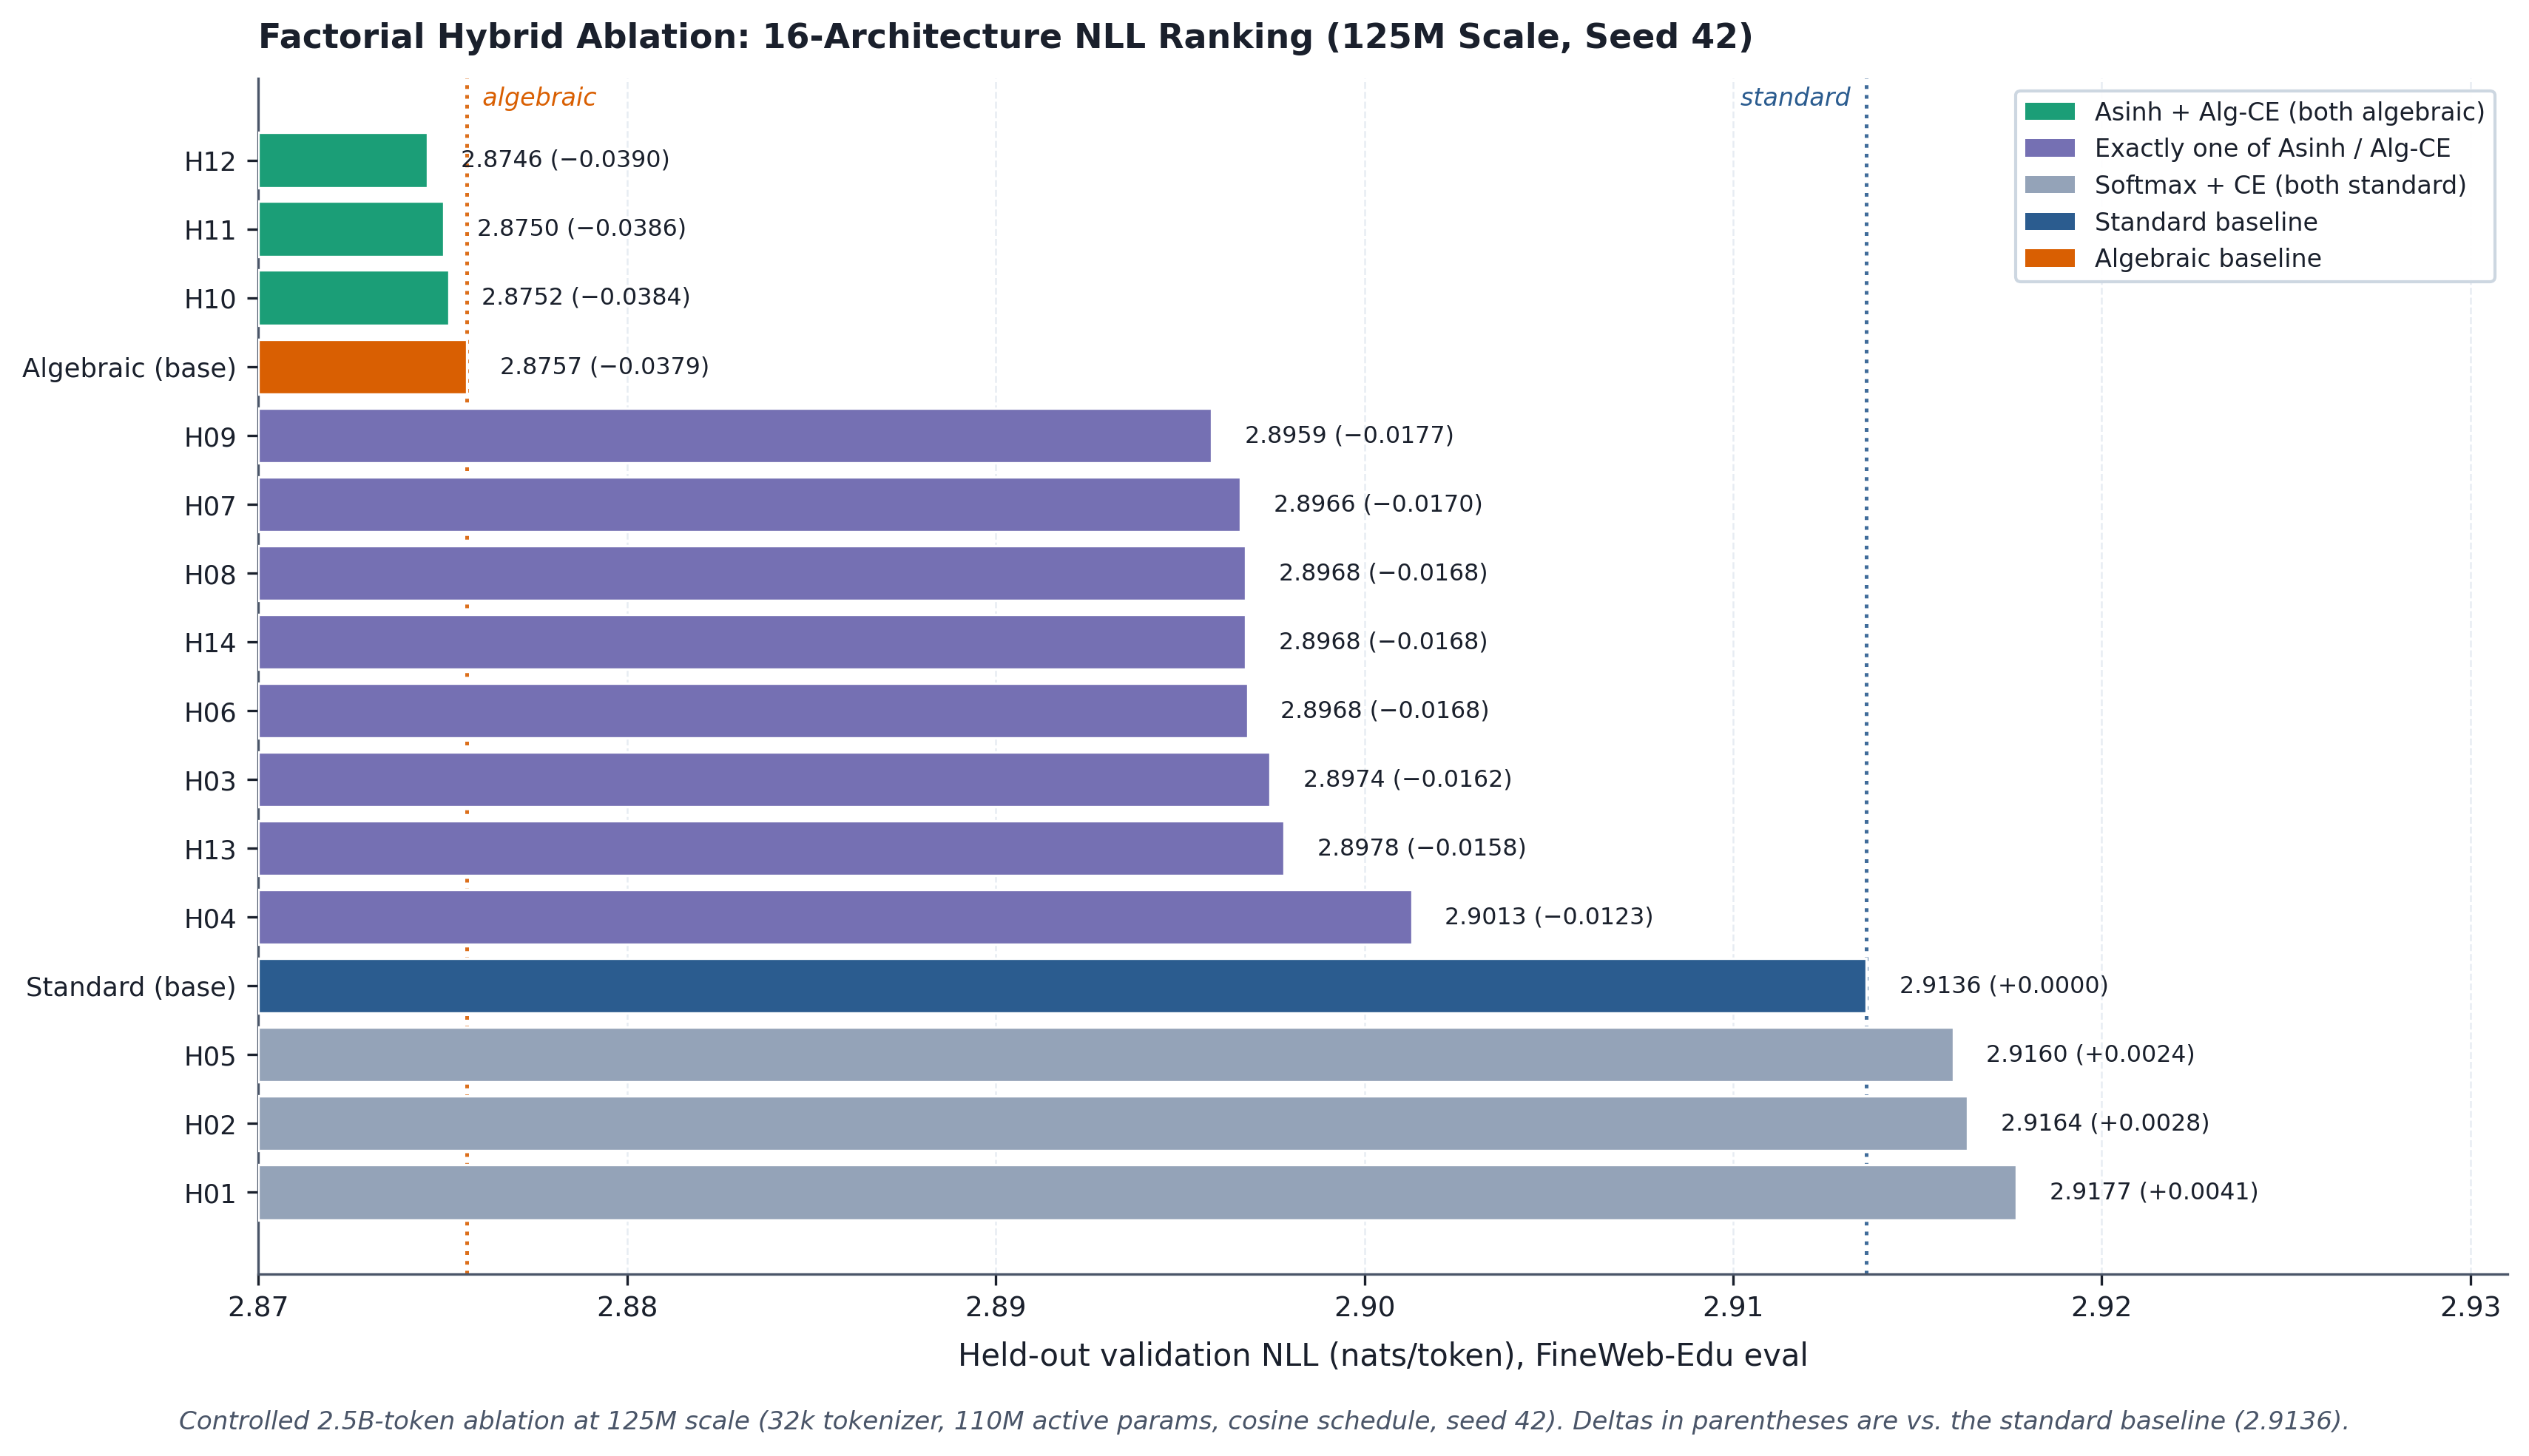 Factorial Hybrid Ablation: 16-Architecture NLL Ranking (125M Scale, Seed 42)
algebraic
standard
Asinh + Alg-CE (both algebraic)
Exactly one of Asinh / Alg-CE
Softmax + CE (both standard)
Standard baseline
Algebraic baseline
H12 2.8746 (−0.0390)
H11 2.8750 (−0.0386)
H10 2.8752 (−0.0384)
Algebraic (base) 2.8757 (−0.0379)
H09 2.8959 (−0.0177)
H07 2.8966 (−0.0170)
H08 2.8968 (−0.0168)
H14 2.8968 (−0.0168)
H06 2.8968 (−0.0168)
H03 2.8974 (−0.0162)
H13 2.8978 (−0.0158)
H04 2.9013 (−0.0123)
Standard (base) 2.9136 (+0.0000)
H05 2.9160 (+0.0024)
H02 2.9164 (+0.0028)
H01 2.9177 (+0.0041)
2.87 2.88 2.89 2.90 2.91 2.92 2.93
Held-out validation NLL (nats/token), FineWeb-Edu eval
Controlled 2.5B-token ablation at 125M scale (32k tokenizer, 110M active params, cosine schedule, seed 42). Deltas in parentheses are vs. the standard baseline (2.9136).